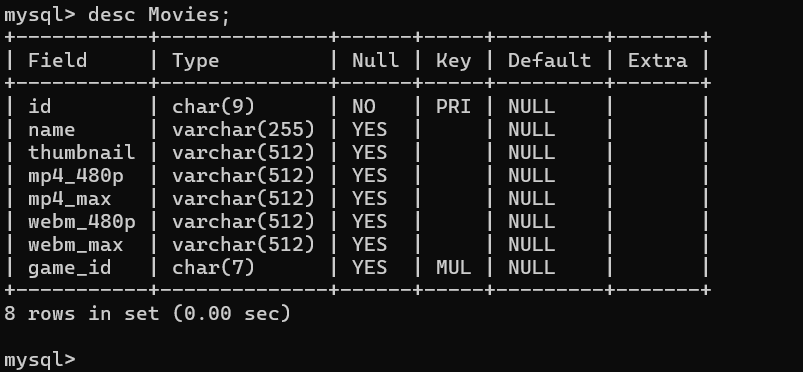 mysql> desc Movies;
+------------+--------------+------+-----+---------+-------+
| Field      | Type         | Null | Key | Default | Extra |
+------------+--------------+------+-----+---------+-------+
| id         | char(9)      | NO   | PRI | NULL    |       |
| name       | varchar(255) | YES  |     | NULL    |       |
| thumbnail  | varchar(512) | YES  |     | NULL    |       |
| mp4_480p   | varchar(512) | YES  |     | NULL    |       |
| mp4_max    | varchar(512) | YES  |     | NULL    |       |
| webm_480p  | varchar(512) | YES  |     | NULL    |       |
| webm_max   | varchar(512) | YES  |     | NULL    |       |
| game_id    | char(7)      | YES  | MUL | NULL    |       |
+------------+--------------+------+-----+---------+-------+
8 rows in set (0.00 sec)

mysql>